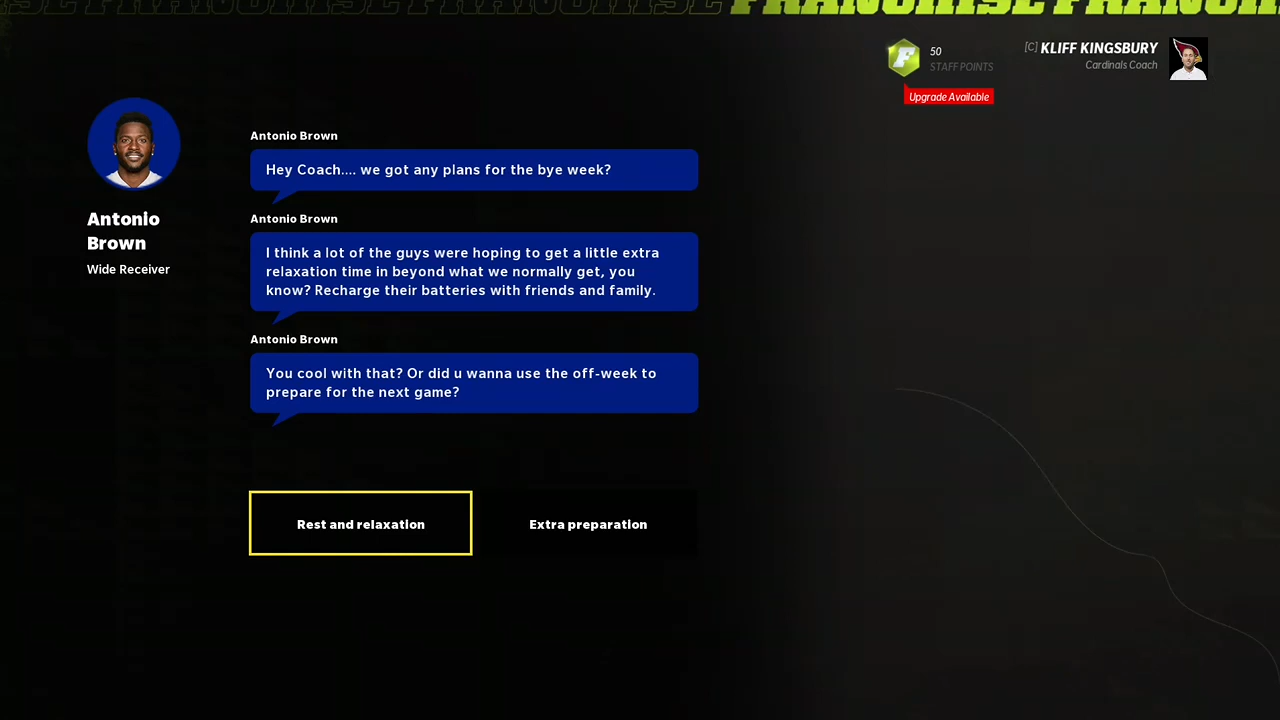 FRANCHISE FRANCHISE FRANCHISE
50
STAFF POINTS
Upgrade Available
[C] KLIFF KINGSBURY
Cardinals Coach
Antonio
Brown
Wide Receiver
Antonio Brown
Hey Coach.... we got any plans for the bye week?
Antonio Brown
I think a lot of the guys were hoping to get a little extra
relaxation time in beyond what we normally get, you
know? Recharge their batteries with friends and family.
Antonio Brown
You cool with that? Or did u wanna use the off-week to
prepare for the next game?
Rest and relaxation
Extra preparation